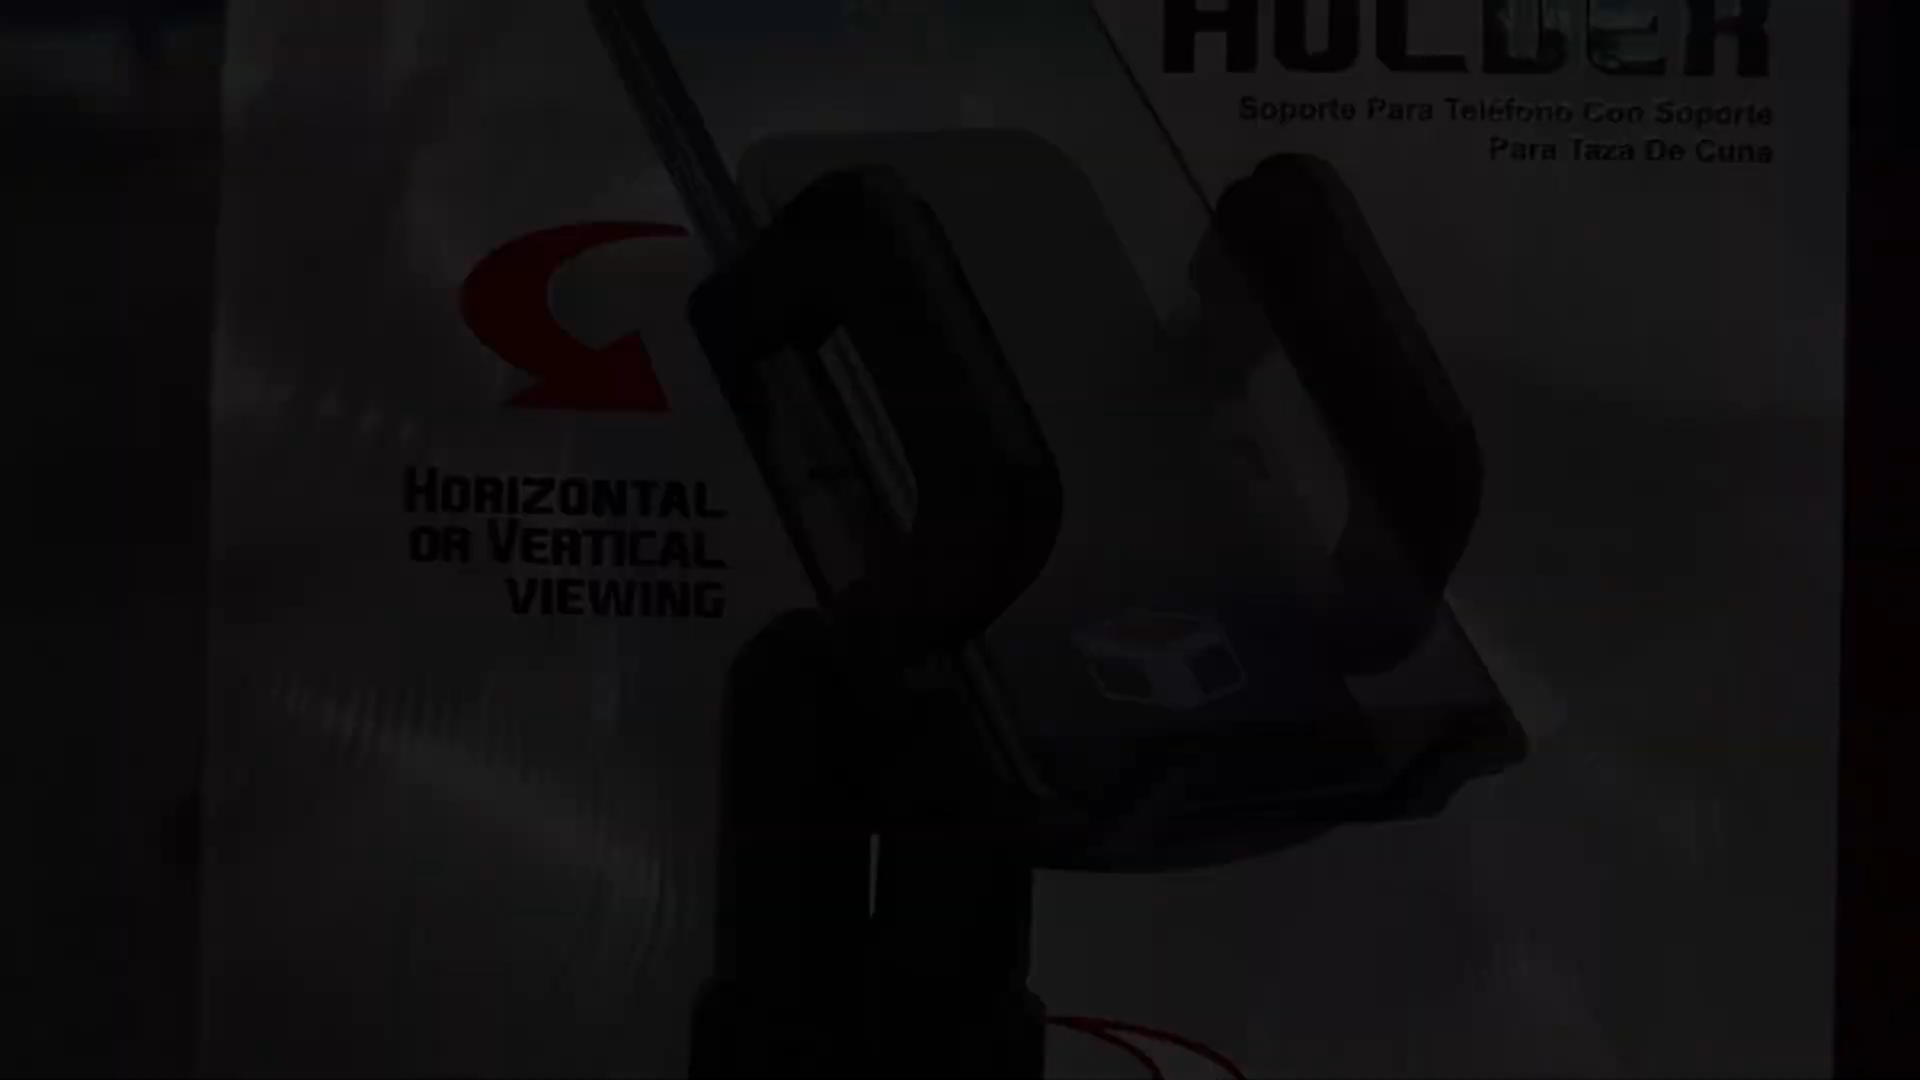 HOLDER
Soporte Para Teléfono Con Soporte
Para Taza De Cuna
HORIZONTAL
OR VERTICAL
VIEWING